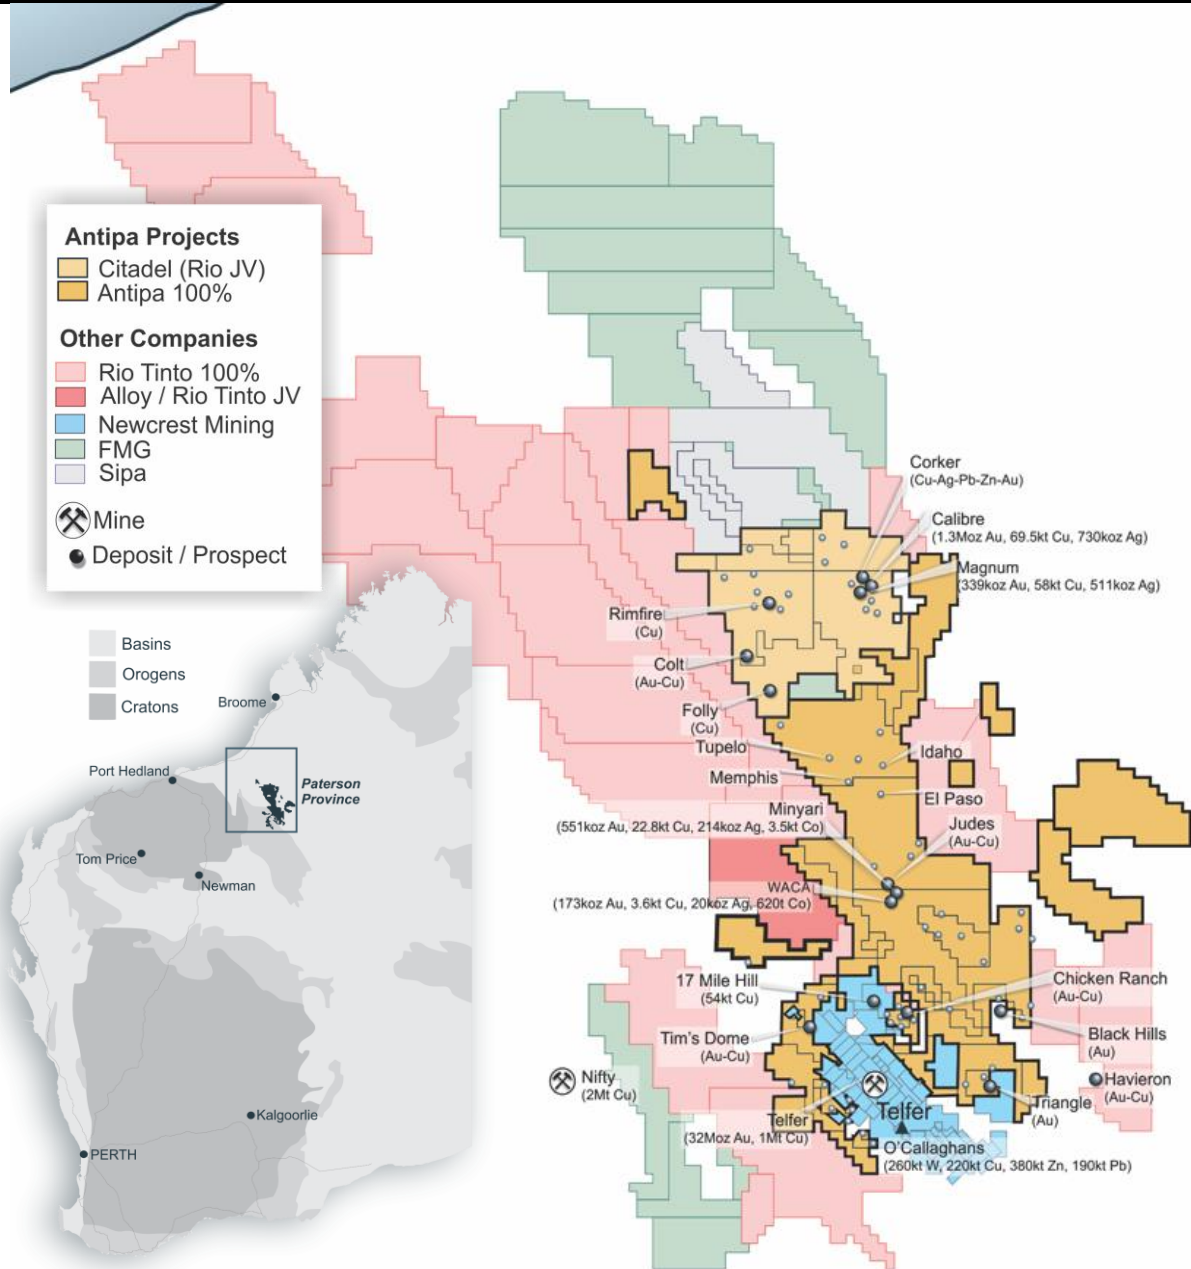 Antipa Projects
Citadel (Rio JV)
Antipa 100%
Other Companies
Rio Tinto 100%
Alloy / Rio Tinto JV
Newcrest Mining
FMG
Sipa
Mine
Deposit / Prospect
Basins
Orogens
Cratons
Broome
Port Hedland
Paterson
Province
Tom Price
Newman
Kalgoorlie
PERTH
Corker
(Cu-Ag-Pb-Zn-Au)
Calibre
(1.3Moz Au, 69.5kt Cu, 730koz Ag)
Magnum
(339koz Au, 58kt Cu, 511koz Ag)
Rimfire
(Cu)
Colt
(Au-Cu)
Folly
(Cu)
Tupelo
Idaho
Memphis
El Paso
Minyari
(551koz Au, 22.8kt Cu, 214koz Ag, 3.5kt Co)
Judes
(Au-Cu)
WACA
(173koz Au, 3.6kt Cu, 20koz Ag, 620t Co)
17 Mile Hill
(54kt Cu)
Chicken Ranch
(Au-Cu)
Tim's Dome
(Au-Cu)
Black Hills
(Au)
Nifty
(2Mt Cu)
Havieron
(Au-Cu)
Triangle
(Au)
Telfer
Telfer
(32Moz Au, 1Mt Cu)
O'Callaghans
(260kt W, 220kt Cu, 380kt Zn, 190kt Pb)